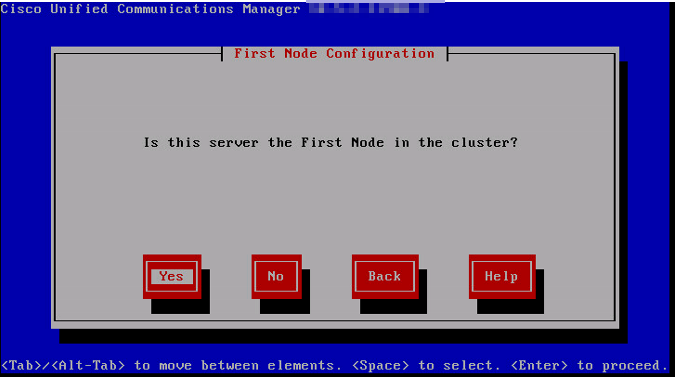 Cisco Unified Communications Manager
First Node Configuration
Is this server the First Node in the cluster?
Yes No Back Help
<Tab>/<Alt-Tab> to move between elements. <Space> to select. <Enter> to proceed.